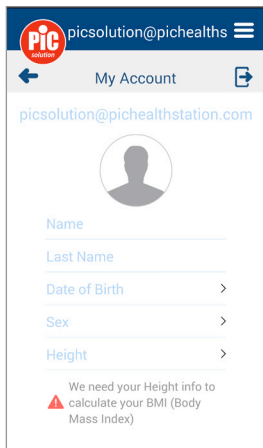 PiC
solution
picsolution@pichealths
My Account
picsolution@pichealthstation.com
Name
Last Name
Date of Birth
Sex
Height
We need your Height info to
calculate your BMI (Body
Mass Index)